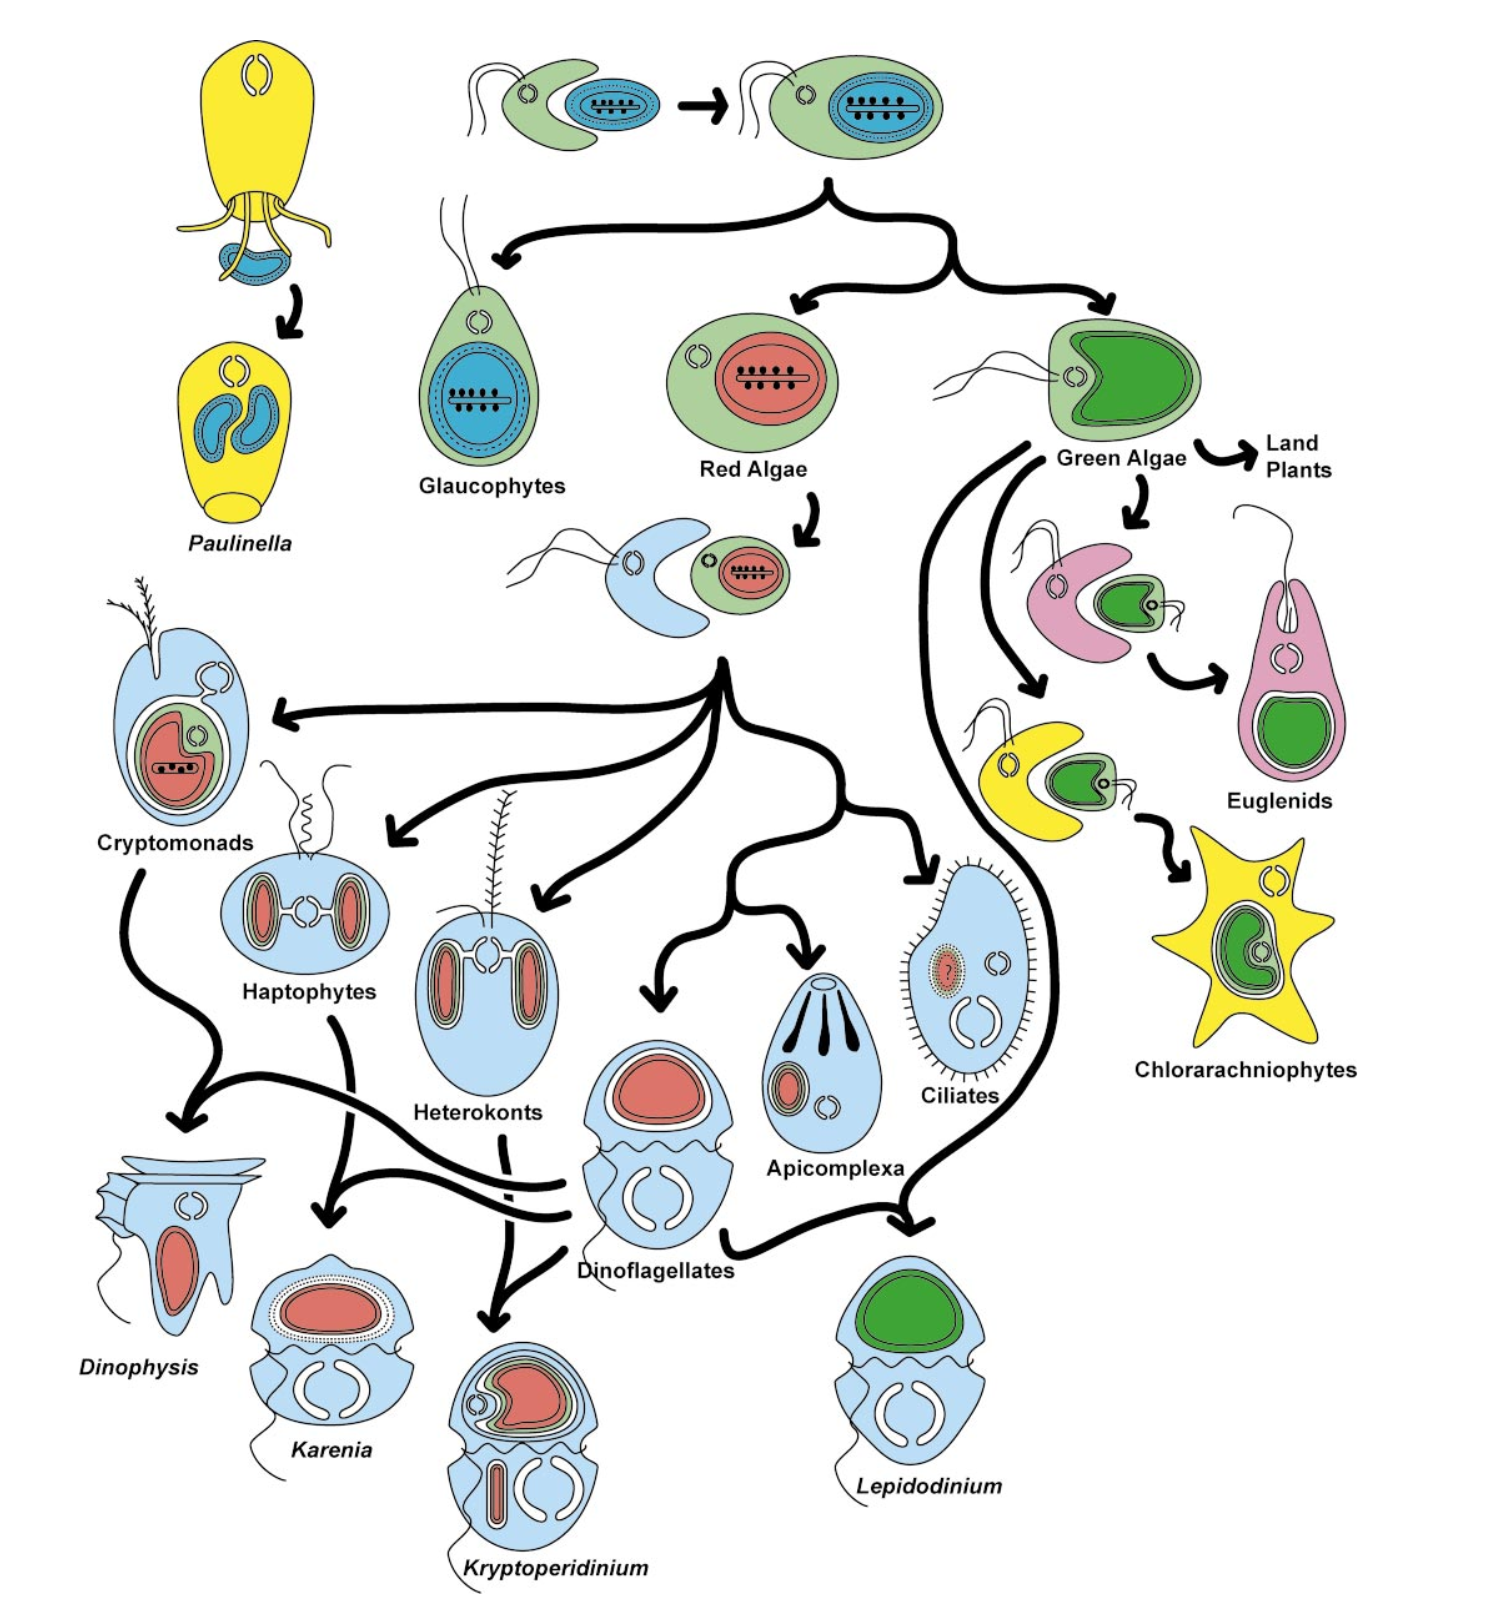 Glaucophytes
Red Algae
Green Algae
Land
Plants
Paulinella
Euglenids
Cryptomonads
Haptophytes
Heterokonts
Dinoflagellates
Apicomplexa
?
Ciliates
Chlorarachniophytes
Dinophysis
Karenia
Kryptoperidinium
Lepidodinium